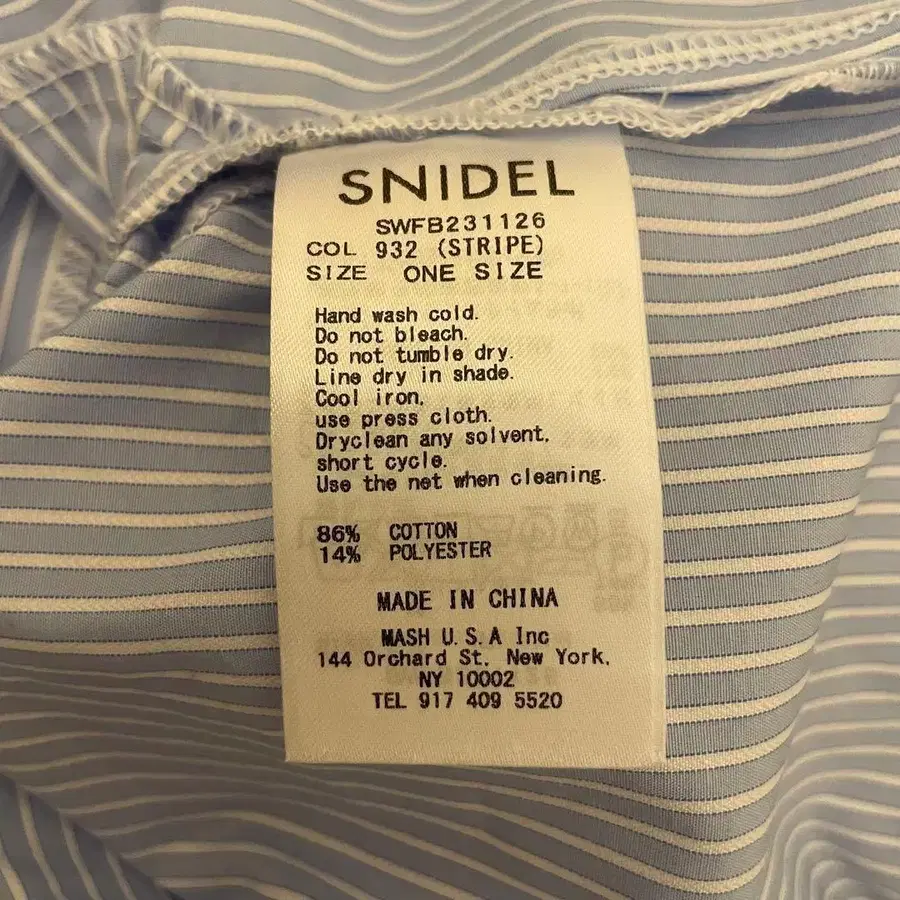 SNIDEL
SWFB231126
COL 932 (STRIPE)
SIZE ONE SIZE
Hand wash cold.
Do not bleach.
Do not tumble dry.
Line dry in shade.
Cool iron,
use press cloth.
Dryclean any solvent,
short cycle.
Use the net when cleaning.
86% COTTON
14% POLYESTER
MADE IN CHINA
MASH U.S.A Inc
144 Orchard St, New York,
NY 10002
TEL 917 409 5520